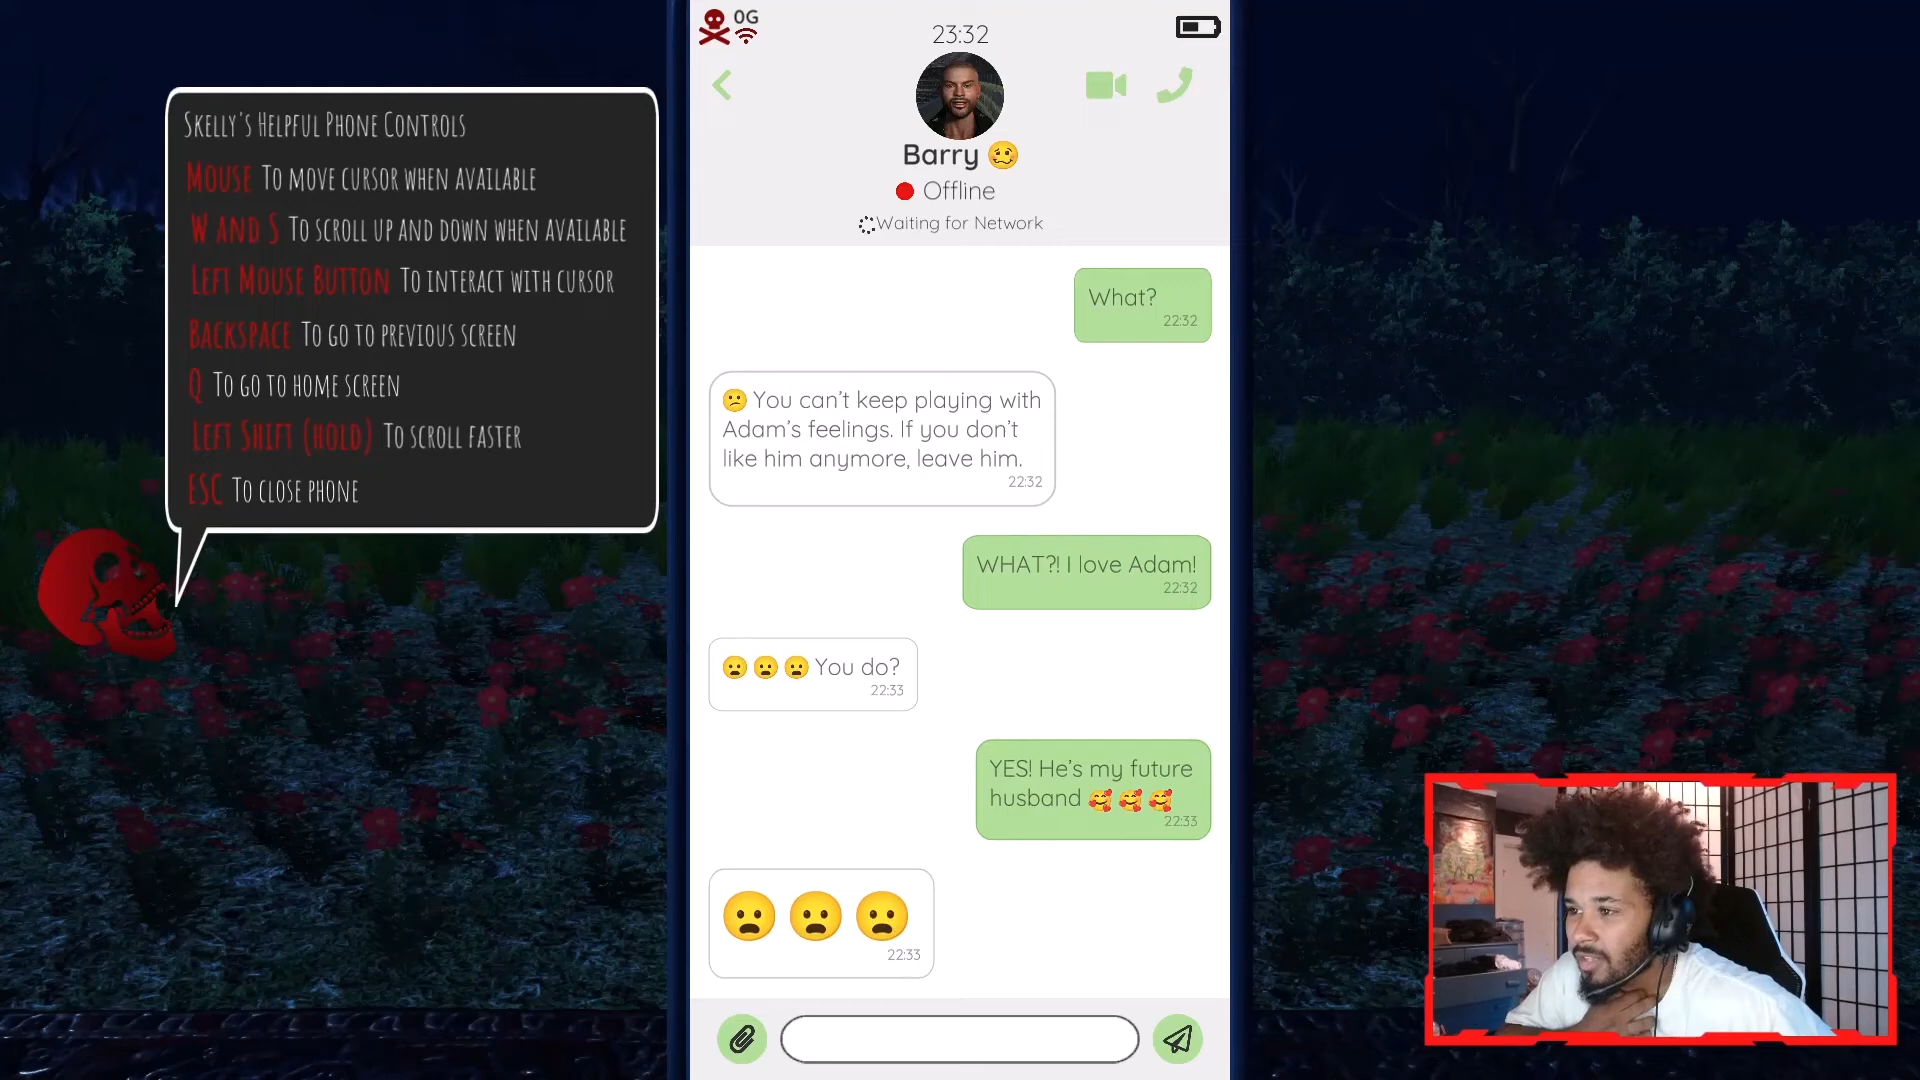 Skelly's Helpful Phone Controls
Mouse To move cursor when available
W and S To scroll up and down when available
Left Mouse Button To interact with cursor
Backspace To go to previous screen
Q To go to home screen
Left Shift (hold) To scroll faster
ESC To close phone
0G
23:32
Barry 🥴
Offline
Waiting for Network
What?
22:32
😕 You can't keep playing with
Adam's feelings. If you don't
like him anymore, leave him.
22:32
WHAT?! I love Adam!
22:32
😦 😦 😦 You do?
22:33
YES! He's my future
husband 🥰 🥰 🥰
22:33
😦 😦 😦
22:33